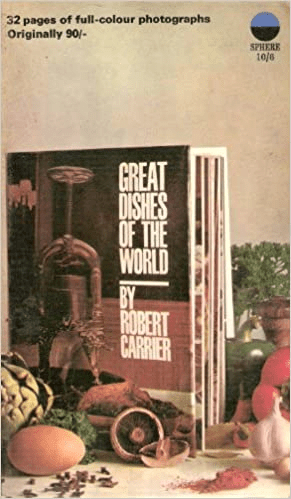 32 pages of full-colour photographs
Originally 90/-
SPHERE
10/6
GREAT
DISHES
OF THE
WORLD
BY
ROBERT
CARRIER